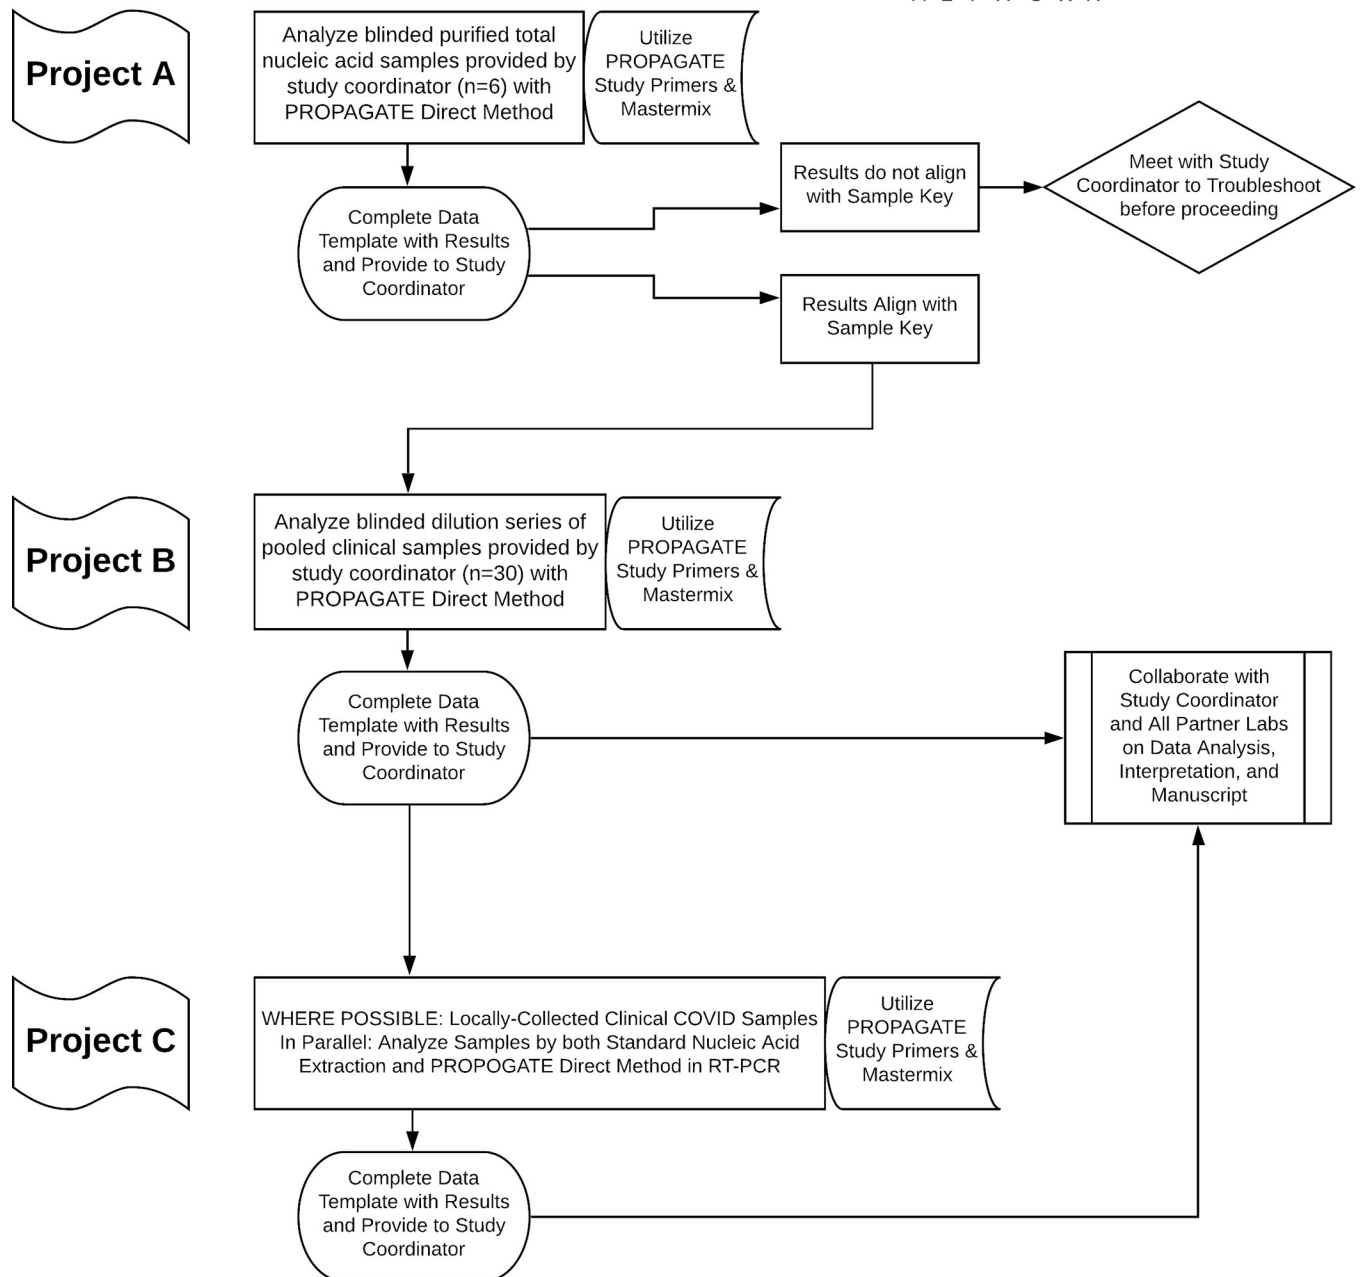 Project A
Analyze blinded purified total
nucleic acid samples provided by
study coordinator (n=6) with
PROPAGATE Direct Method
Utilize
PROPAGATE
Study Primers &
Mastermix
Complete Data
Template with Results
and Provide to Study
Coordinator
Results do not align
with Sample Key
Meet with Study
Coordinator to Troubleshoot
before proceeding
Results Align with
Sample Key
Project B
Analyze blinded dilution series of
pooled clinical samples provided by
study coordinator (n=30) with
PROPAGATE Direct Method
Utilize
PROPAGATE
Study Primers &
Mastermix
Complete Data
Template with Results
and Provide to Study
Coordinator
Collaborate with
Study Coordinator
and All Partner Labs
on Data Analysis,
Interpretation, and
Manuscript
Project C
WHERE POSSIBLE: Locally-Collected Clinical COVID Samples
In Parallel: Analyze Samples by both Standard Nucleic Acid
Extraction and PROPOGATE Direct Method in RT-PCR
Utilize
PROPAGATE
Study Primers &
Mastermix
Complete Data
Template with Results
and Provide to Study
Coordinator